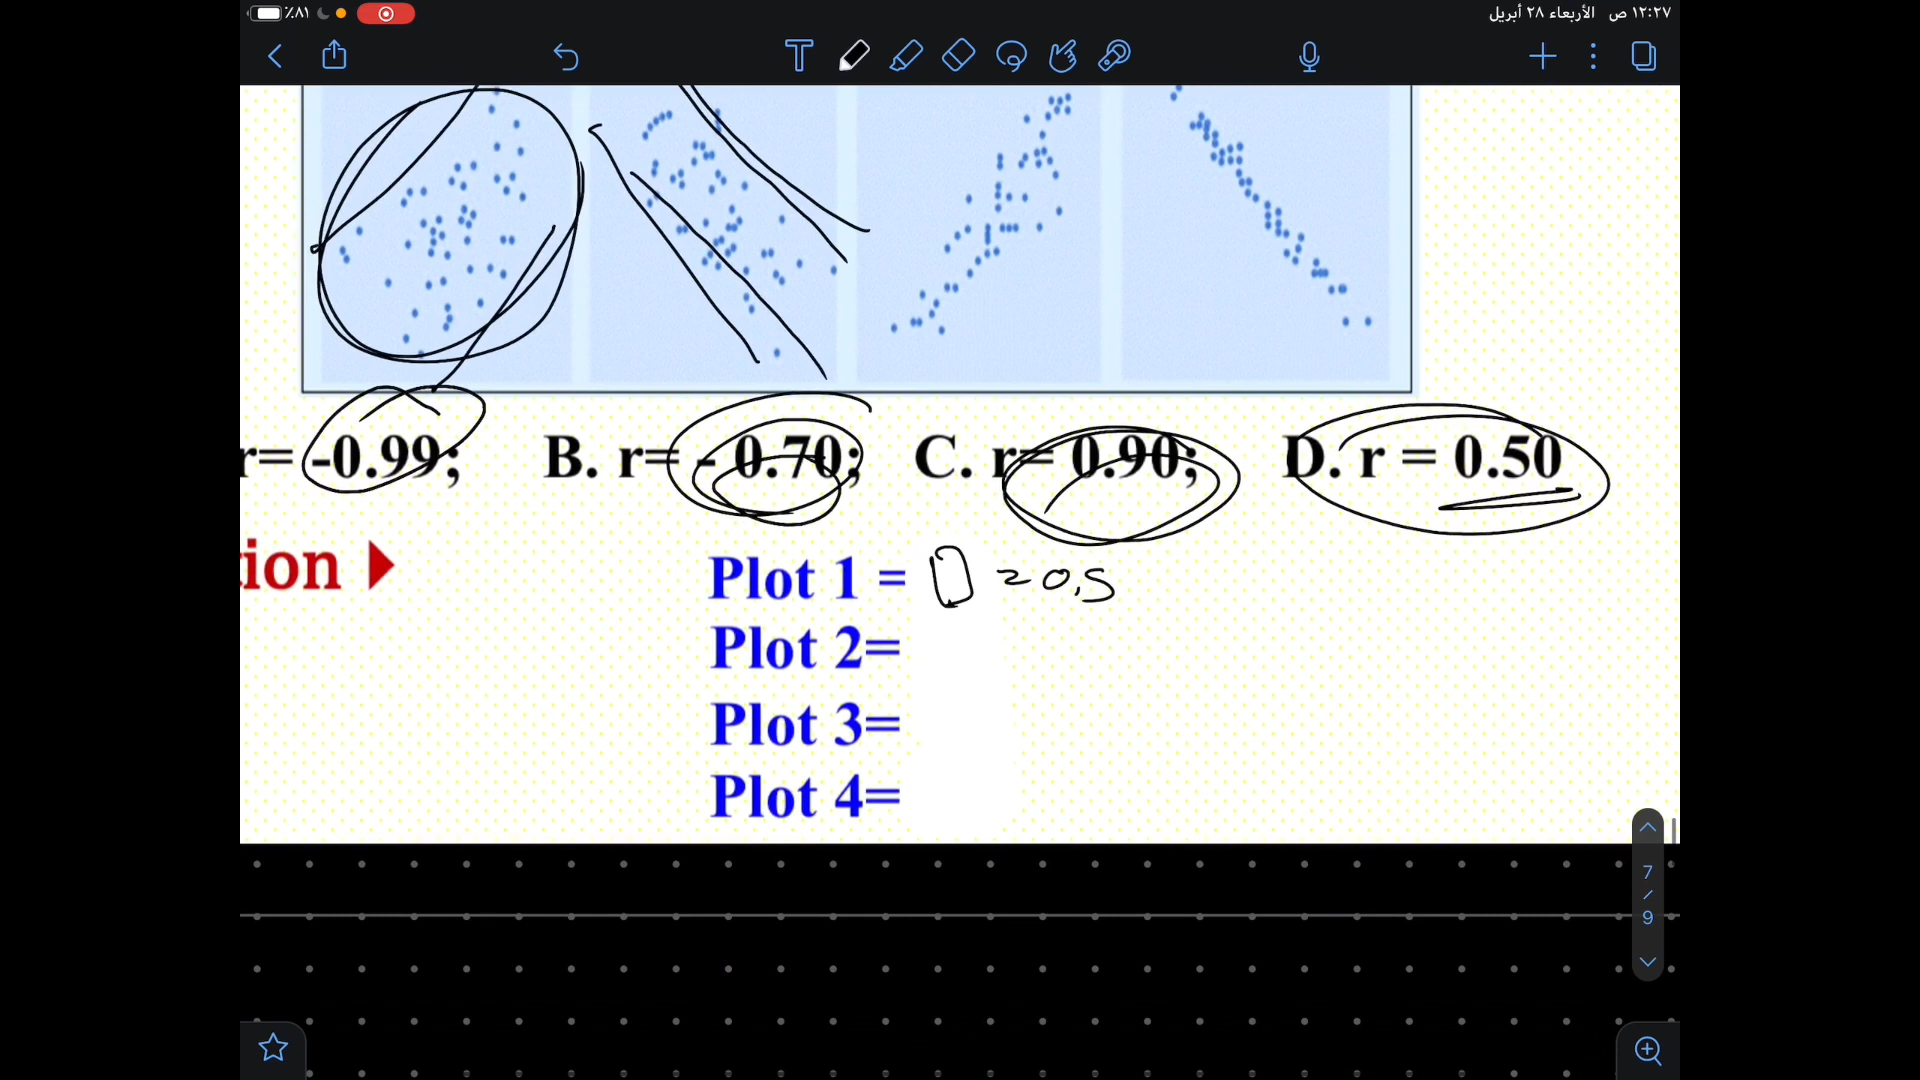 ٪٨١
١٢:٢٧ ص الأربعاء ٢٨ أبريل
r= -0.99; B. r= - 0.70; C. r= 0.90; D. r = 0.50
tion
Plot 1 = D = 0.5
Plot 2=
Plot 3=
Plot 4=
7
/
9